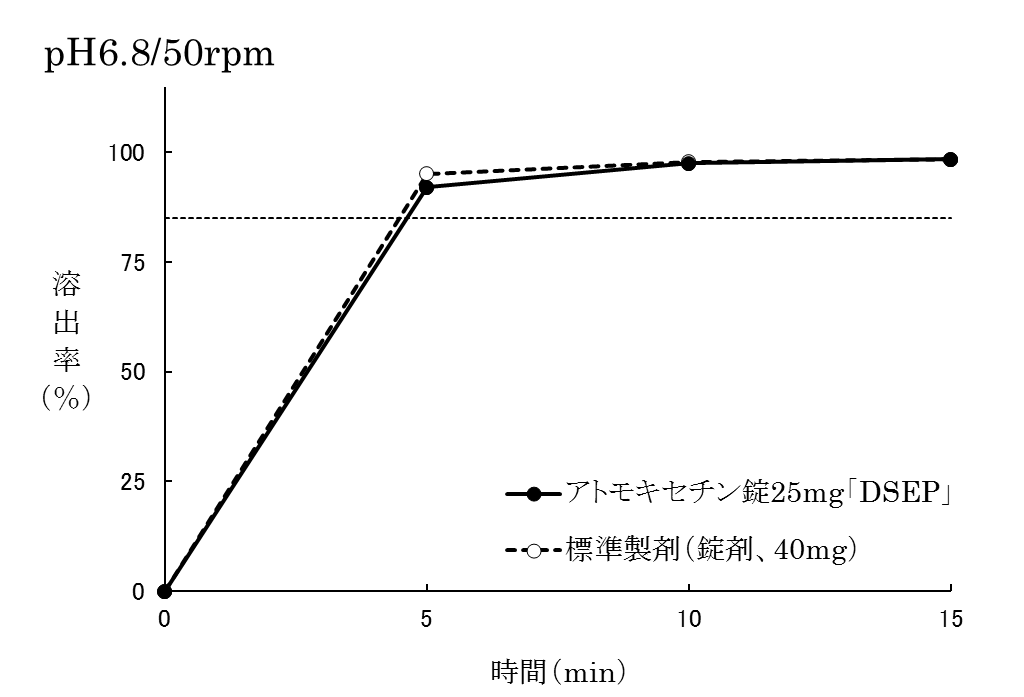 pH6.8/50rpm
100
75
50
25
0
溶出率(%)
アトモキセチン錠25mg｢DSEP｣
標準製剤(錠剤、40mg)
0 5 10 15
時間(min)